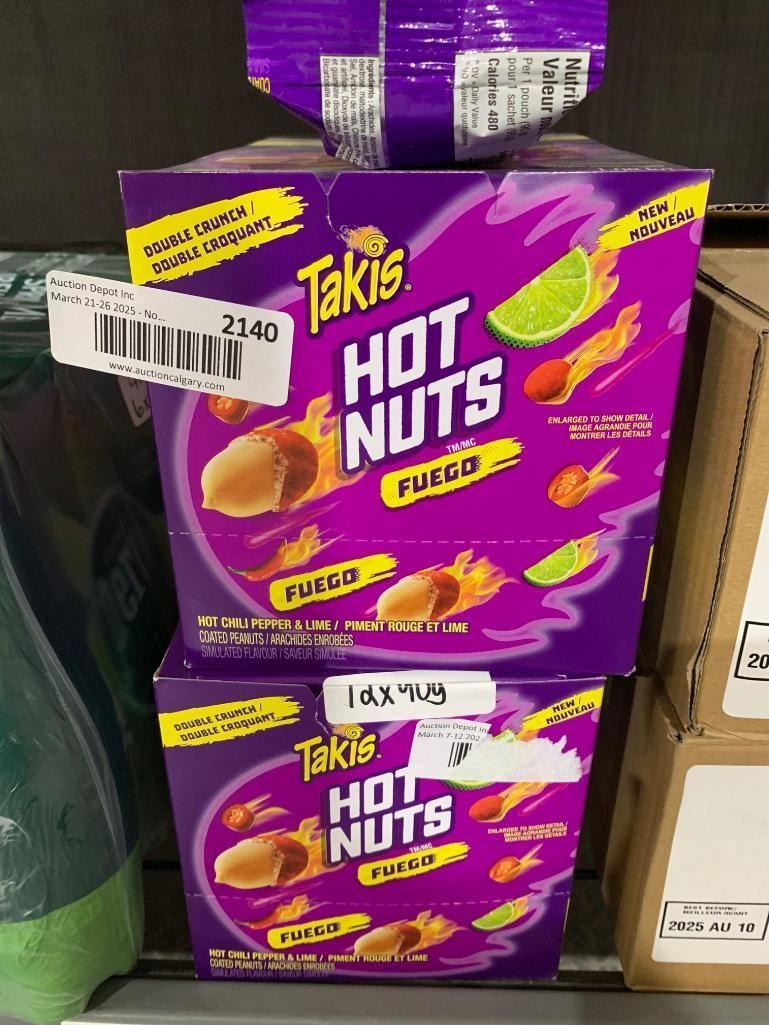 Nutriti
Valeur nu
Per 1 pouch (90
pour 1 sachet (9
Calories 480
valeur quotidienne
DOUBLE CRUNCH /
DOUBLE CROQUANT
NEW /
NOUVEAU
Takis
HOT
NUTS
TM/MC
FUEGO
ENLARGED TO SHOW DETAIL /
IMAGE AGRANDIE POUR
MONTRER LES DÉTAILS
Auction Depot Inc
March 21-26 2025 - No...
2140
www.auctioncalgary.com
FUEGO
HOT CHILI PEPPER & LIME / PIMENT ROUGE ET LIME
COATED PEANUTS / ARACHIDES ENROBÉES
SIMULATED FLAVOUR / SAVEUR SIMULÉE
DOUBLE CRUNCH /
DOUBLE CROQUANT
Auction Depot In
March 7-12 202
NEW /
NOUVEAU
Takis
HOT
NUTS
TM/MC
FUEGO
ENLARGED TO SHOW DETAIL /
IMAGE AGRANDIE POUR
MONTRER LES DÉTAILS
FUEGO
HOT CHILI PEPPER & LIME / PIMENT ROUGE ET LIME
COATED PEANUTS / ARACHIDES ENROBÉES
SIMULATED FLAVOUR / SAVEUR SIMULÉE
20
BEST BEFORE/
MEILLEUR AVANT
2025 AU 10